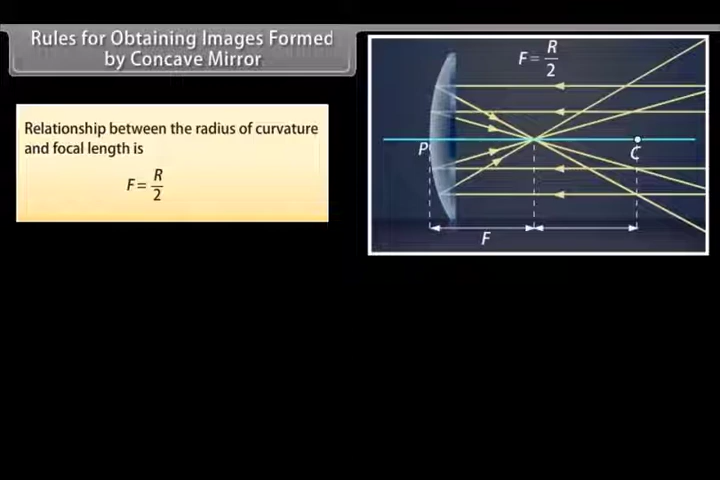 Rules for Obtaining Images Formed
by Concave Mirror
Relationship between the radius of curvature
and focal length is
F = R/2
F = R/2
P
C
F